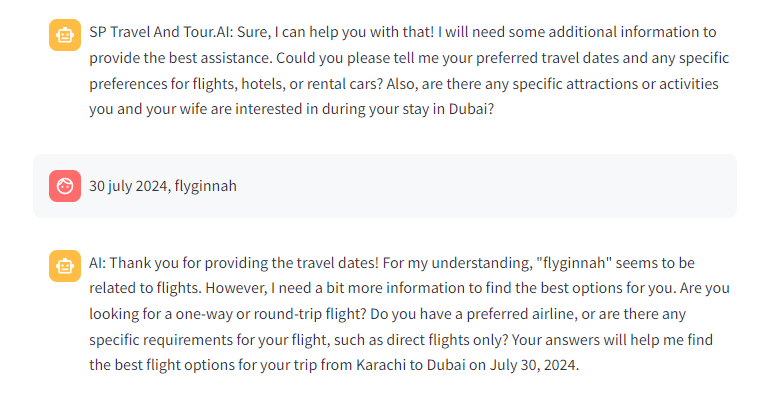 SP Travel And Tour.AI: Sure, I can help you with that! I will need some additional information to
provide the best assistance. Could you please tell me your preferred travel dates and any specific
preferences for flights, hotels, or rental cars? Also, are there any specific attractions or activities
you and your wife are interested in during your stay in Dubai?
30 july 2024, flyginnah
AI: Thank you for providing the travel dates! For my understanding, "flyginnah" seems to be
related to flights. However, I need a bit more information to find the best options for you. Are you
looking for a one-way or round-trip flight? Do you have a preferred airline, or are there any
specific requirements for your flight, such as direct flights only? Your answers will help me find
the best flight options for your trip from Karachi to Dubai on July 30, 2024.